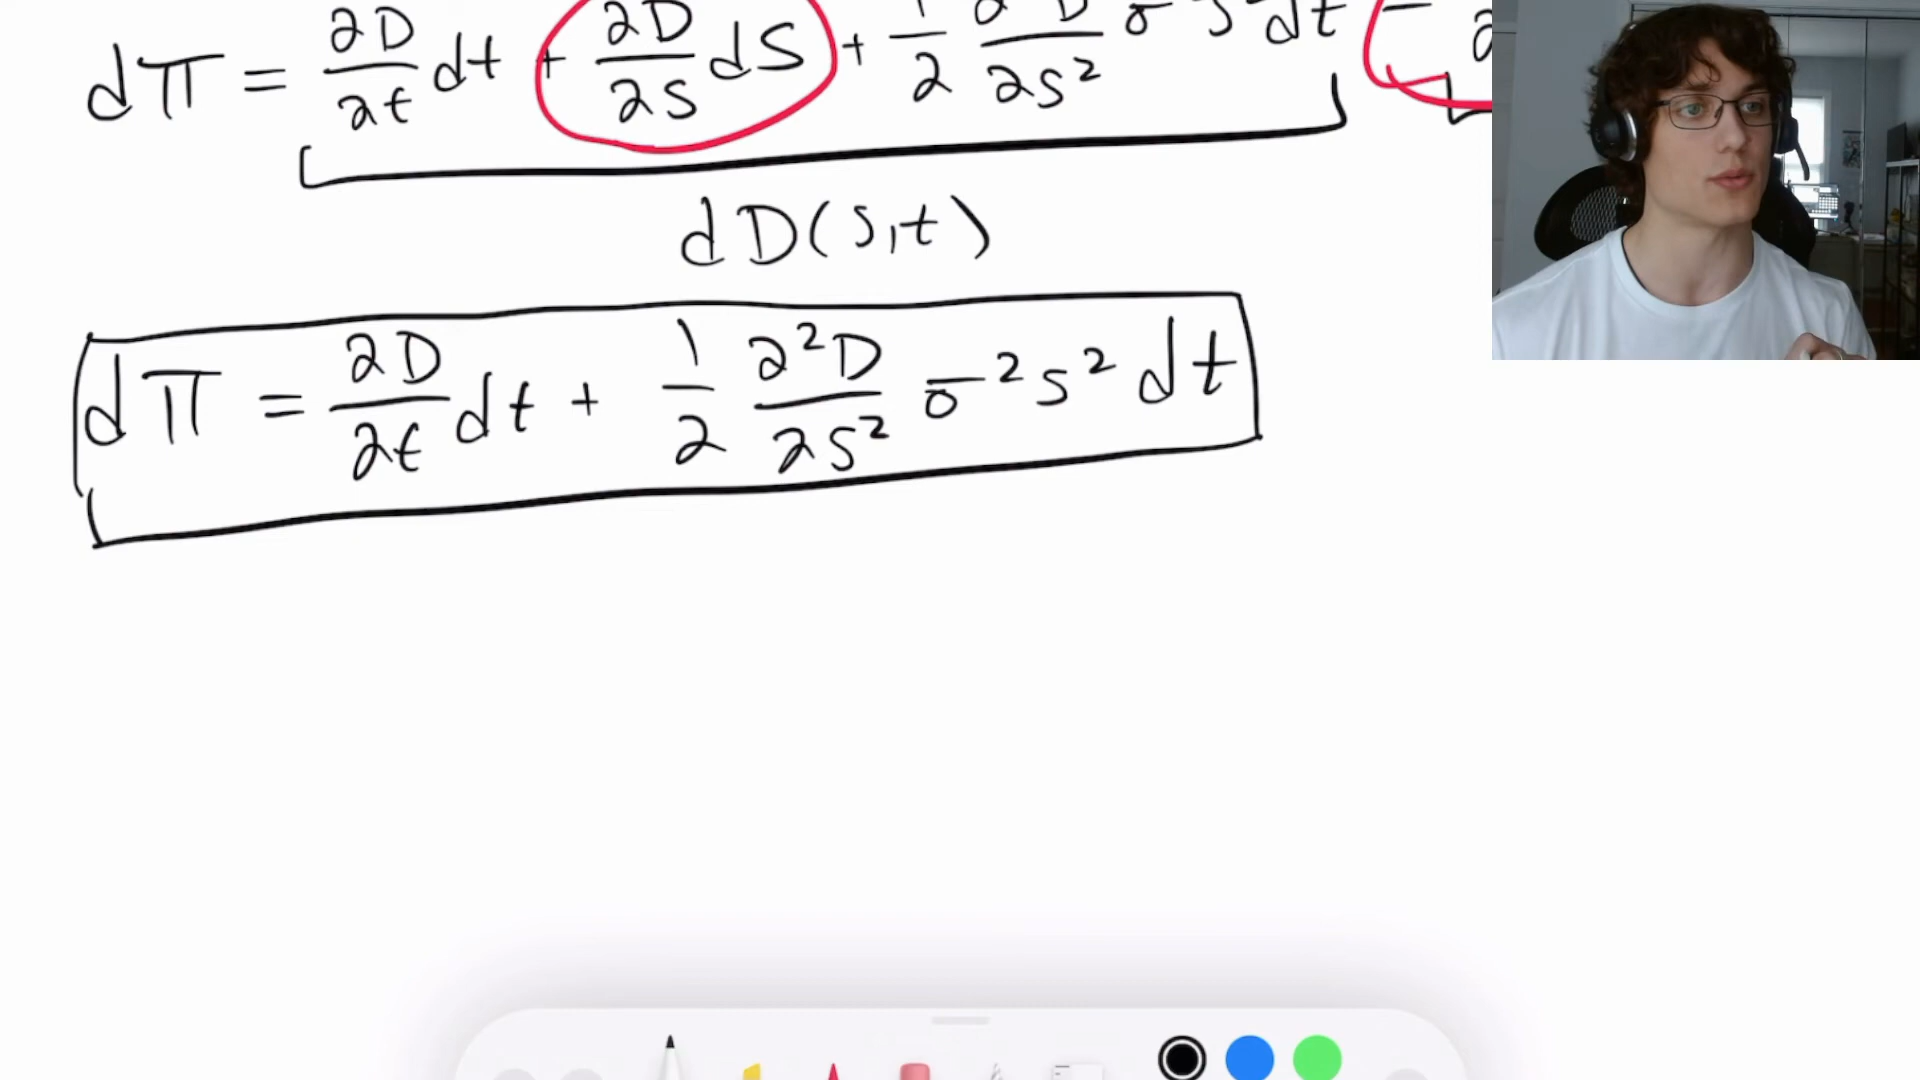 dπ = ∂D/∂t dt + ∂D/∂S dS + 1/2 ∂²D/∂S² σ²S² dt −
dD(S,t)
dπ = ∂D/∂t dt + 1/2 ∂²D/∂S² σ²S² dt